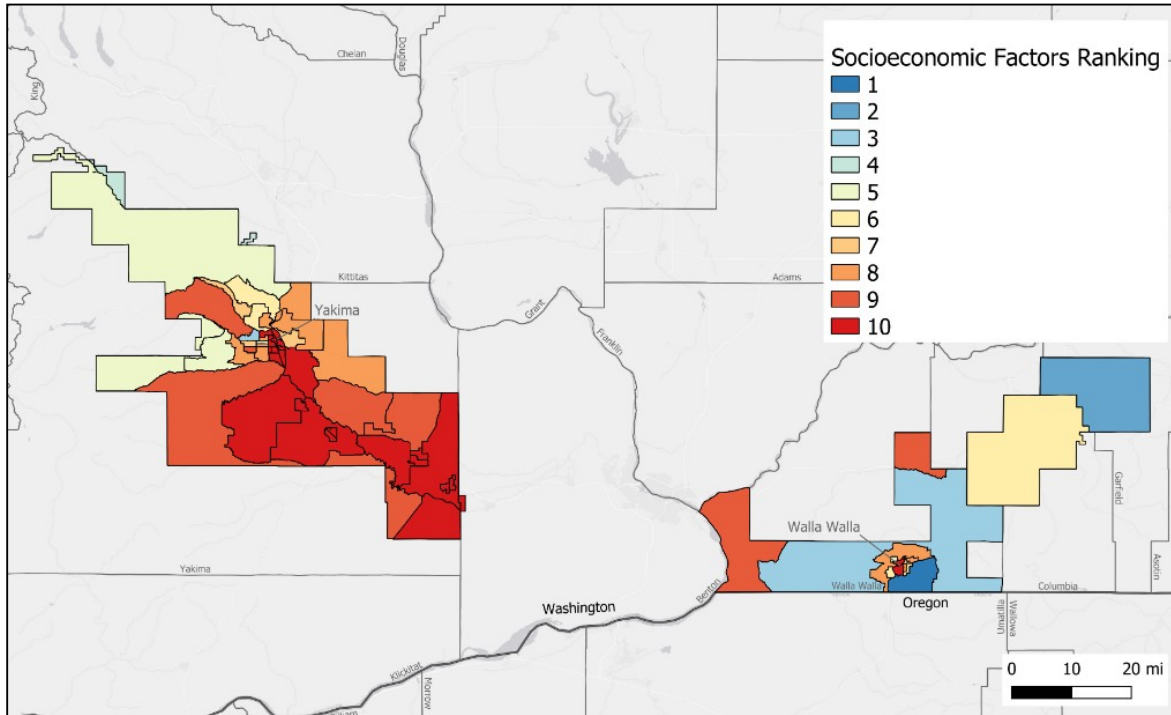 Socioeconomic Factors Ranking
1
2
3
4
5
6
7
8
9
10
King
Chelan
Douglas
Kittitas
Yakima
Grant
Adams
Franklin
Garfield
Asotin
Walla Walla
Yakima
Benton
Walla Walla
Columbia
Washington
Oregon
Umatilla
Wallowa
Klickitat
Morrow
0 10 20 mi